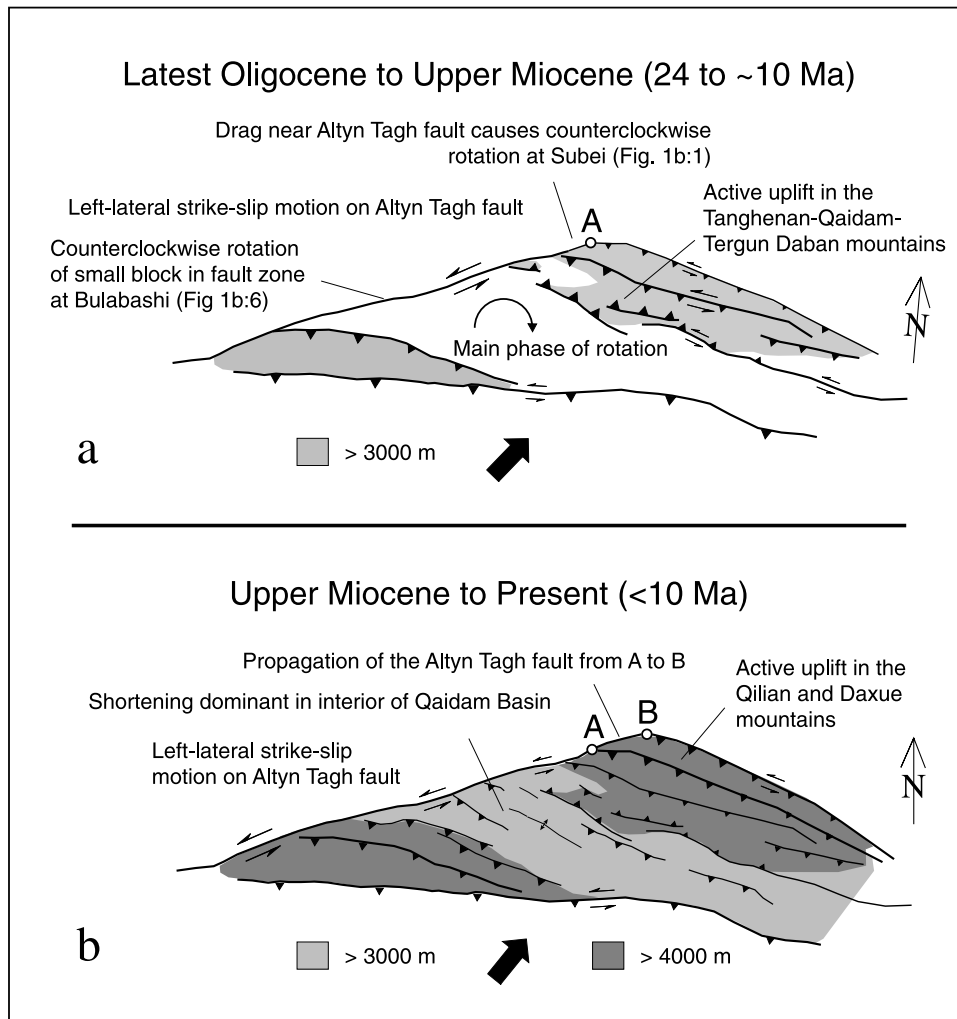 Latest Oligocene to Upper Miocene (24 to ~10 Ma)
Drag near Altyn Tagh fault causes counterclockwise
rotation at Subei (Fig. 1b:1)
Left-lateral strike-slip motion on Altyn Tagh fault
A
Active uplift in the
Tanghenan-Qaidam-
Tergun Daban mountains
Counterclockwise rotation
of small block in fault zone
at Bulabashi (Fig 1b:6)
N
Main phase of rotation
a
> 3000 m
Upper Miocene to Present (<10 Ma)
Propagation of the Altyn Tagh fault from A to B
Shortening dominant in interior of Qaidam Basin
Active uplift in the
Qilian and Daxue
mountains
A
B
Left-lateral strike-slip
motion on Altyn Tagh fault
N
b
> 3000 m
> 4000 m